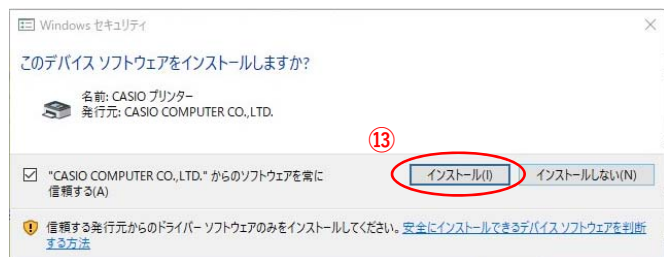 Windows セキュリティ
このデバイス ソフトウェアをインストールしますか?
名前: CASIO プリンター
発行元: CASIO COMPUTER CO.,LTD.
⑬
"CASIO COMPUTER CO.,LTD." からのソフトウェアを常に
信頼する(A)
インストール(I)
インストールしない(N)
信頼する発行元からのドライバー ソフトウェアのみをインストールしてください。安全にインストールできるデバイス ソフトウェアを判断
する方法